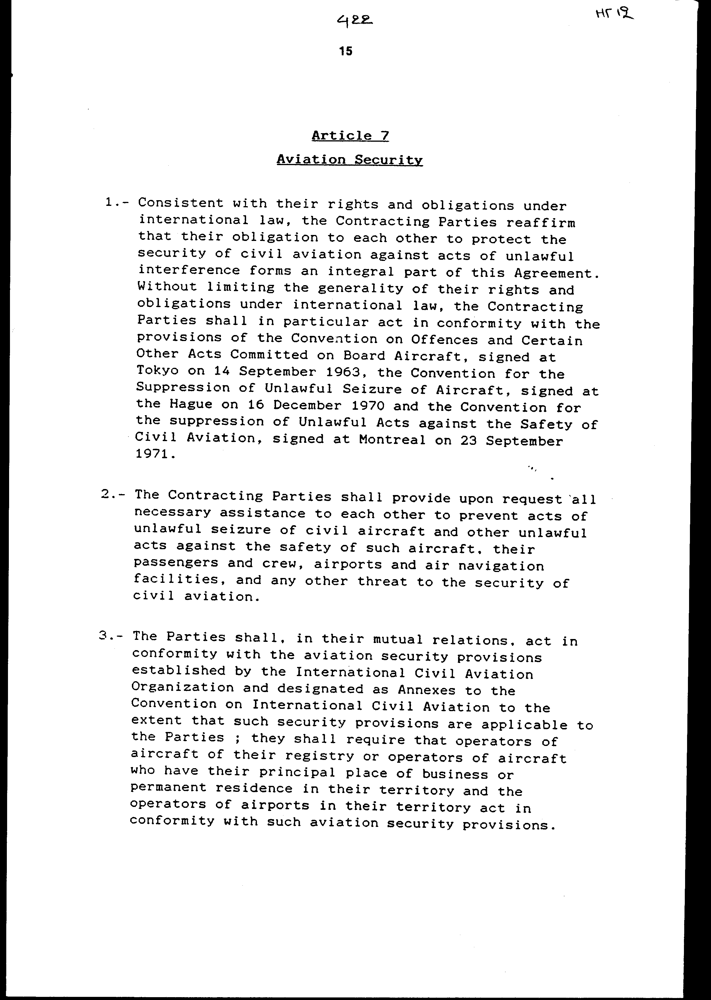 422
15
Article 7
Aviation Security
1.- Consistent with their rights and obligations under
international law, the Contracting Parties reaffirm
that their obligation to each other to protect the
security of civil aviation against acts of unlawful
interference forms an integral part of this Agreement.
Without limiting the generality of their rights and
obligations under international law, the Contracting
Parties shall in particular act in conformity with the
provisions of the Convention on Offences and Certain
Other Acts Committed on Board Aircraft, signed at
Tokyo on 14 September 1963, the Convention for the
Suppression of Unlawful Seizure of Aircraft, signed at
the Hague on 16 December 1970 and the Convention for
the suppression of Unlawful Acts against the Safety of
Civil Aviation, signed at Montreal on 23 September
1971.
2.- The Contracting Parties shall provide upon request all
necessary assistance to each other to prevent acts of
unlawful seizure of civil aircraft and other unlawful
acts against the safety of such aircraft, their
passengers and crew, airports and air navigation
facilities, and any other threat to the security of
civil aviation.
3.- The Parties shall, in their mutual relations, act in
conformity with the aviation security provisions
established by the International Civil Aviation
Organization and designated as Annexes to the
Convention on International Civil Aviation to the
extent that such security provisions are applicable to
the Parties ; they shall require that operators of
aircraft of their registry or operators of aircraft
who have their principal place of business or
permanent residence in their territory and the
operators of airports in their territory act in
conformity with such aviation security provisions.